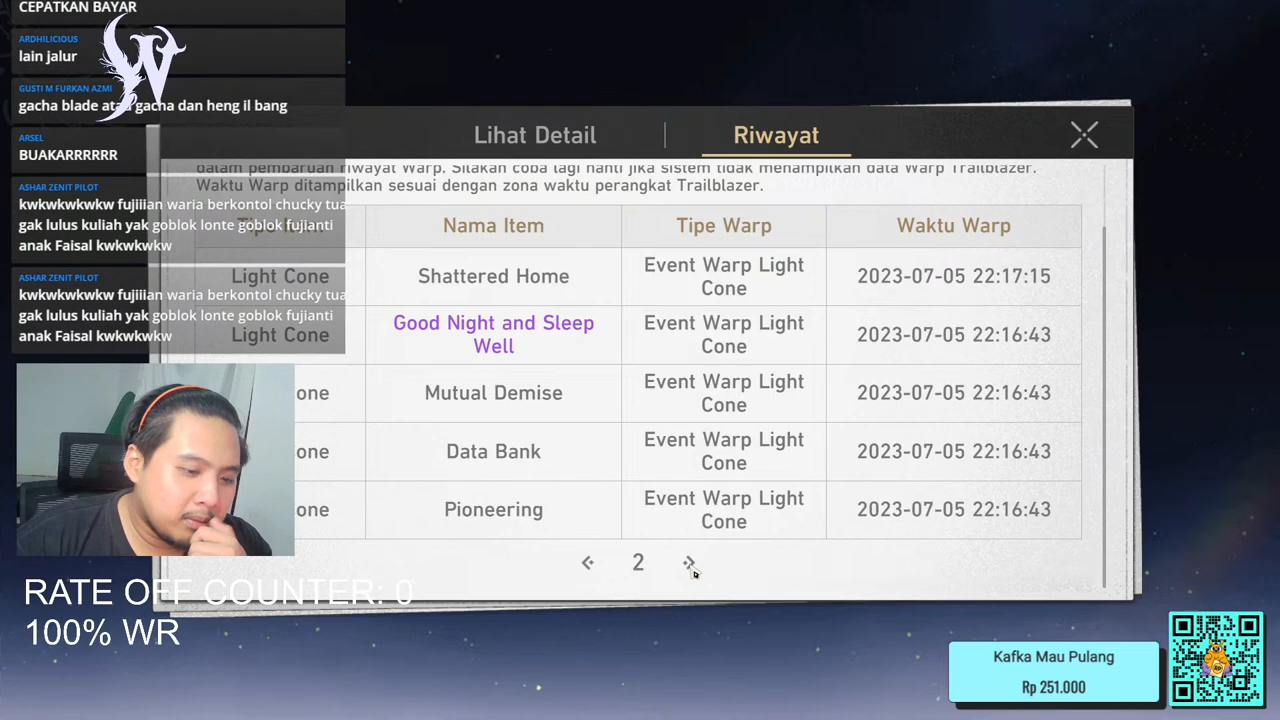 CEPATKAN BAYAR
ARDHILICIOUS
lain jalur
GUSTI M FURKAN AZMI
gacha blade atau gacha dan heng il bang
ARSEL
BUAKARRRRRR
ASHAR ZENIT PILOT
kwkwkwkwkw fujiiian waria berkontol chucky tua
gak lulus kuliah yak goblok lonte goblok fujianti
anak Faisal kwkwkwkw
ASHAR ZENIT PILOT
kwkwkwkwkw fujiiian waria berkontol chucky tua
gak lulus kuliah yak goblok lonte goblok fujianti
anak Faisal kwkwkwkw
W
Lihat Detail
Riwayat
dalam pembaruan riwayat Warp. Silakan coba lagi nanti jika sistem tidak menampilkan data Warp Trailblazer.
Waktu Warp ditampilkan sesuai dengan zona waktu perangkat Trailblazer.
Nama Item Tipe Warp Waktu Warp
Light Cone Shattered Home Event Warp Light Cone 2023-07-05 22:17:15
Light Cone Good Night and Sleep Well Event Warp Light Cone 2023-07-05 22:16:43
one Mutual Demise Event Warp Light Cone 2023-07-05 22:16:43
one Data Bank Event Warp Light Cone 2023-07-05 22:16:43
one Pioneering Event Warp Light Cone 2023-07-05 22:16:43
2
RATE OFF COUNTER: 0
100% WR
Kafka Mau Pulang
Rp 251.000